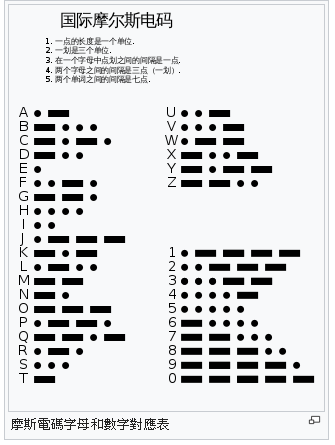 国际摩尔斯电码
1. 一点的长度是一个单位.
2. 一划是三个单位.
3. 在一个字母中点划之间的间隔是一点.
4. 两个字母之间的间隔是三点（一划）.
5. 两个单词之间的间隔是七点.
A
B
C
D
E
F
G
H
I
J
K
L
M
N
O
P
Q
R
S
T
U
V
W
X
Y
Z
1
2
3
4
5
6
7
8
9
0
摩斯電碼字母和數字對應表